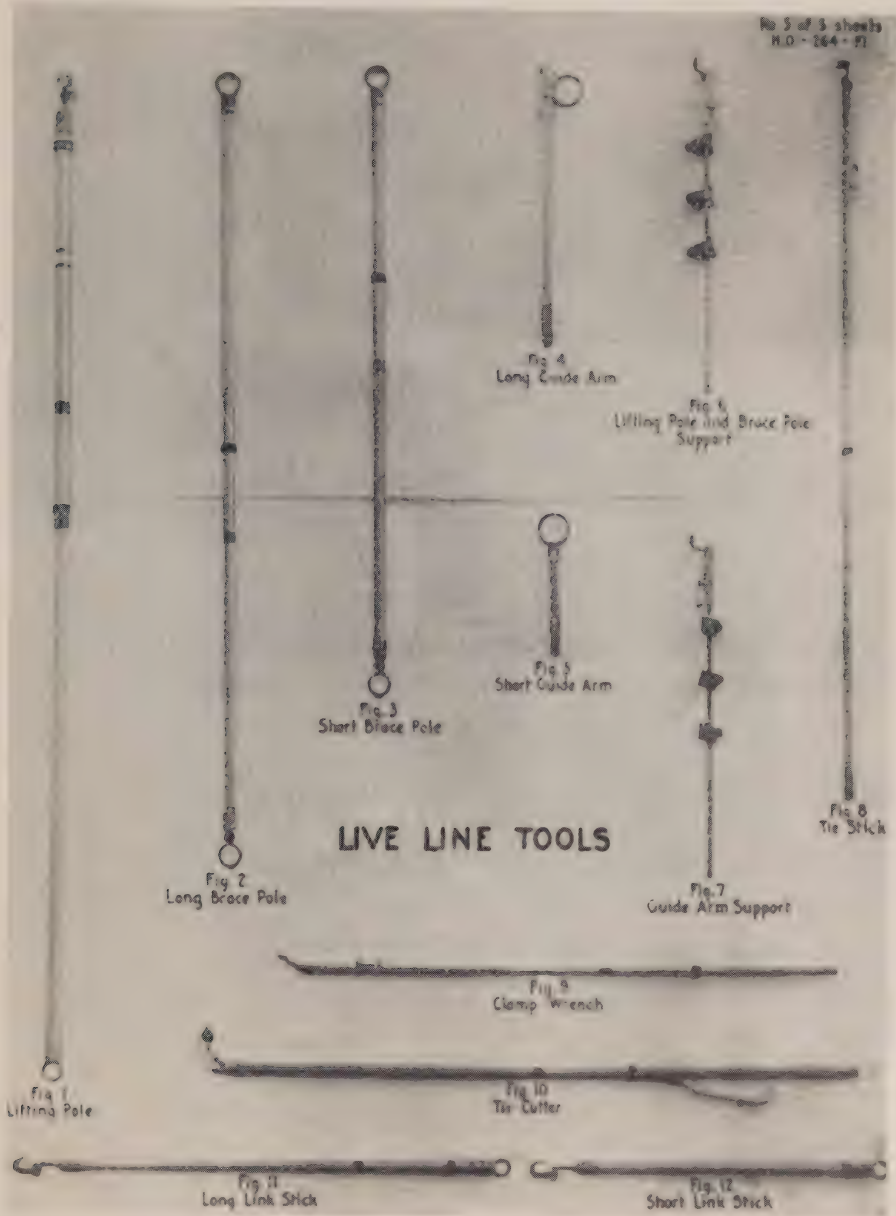 No 5 of 5 sheets
H.O - 264 - F1
Fig 4
Long Guide Arm
Fig. 6
Lifting Pole and Brace Pole
Support
Fig. 5
Short Guide Arm
Fig. 3
Short Brace Pole
Fig 8
Tie Stick
LIVE LINE TOOLS
Fig 2
Long Brace Pole
Fig. 7
Guide Arm Support
Fig. 9
Clamp Wrench
Fig 1
Lifting Pole
Fig 10
Tie Cutter
Fig 11
Long Link Stick
Fig. 12
Short Link Stick